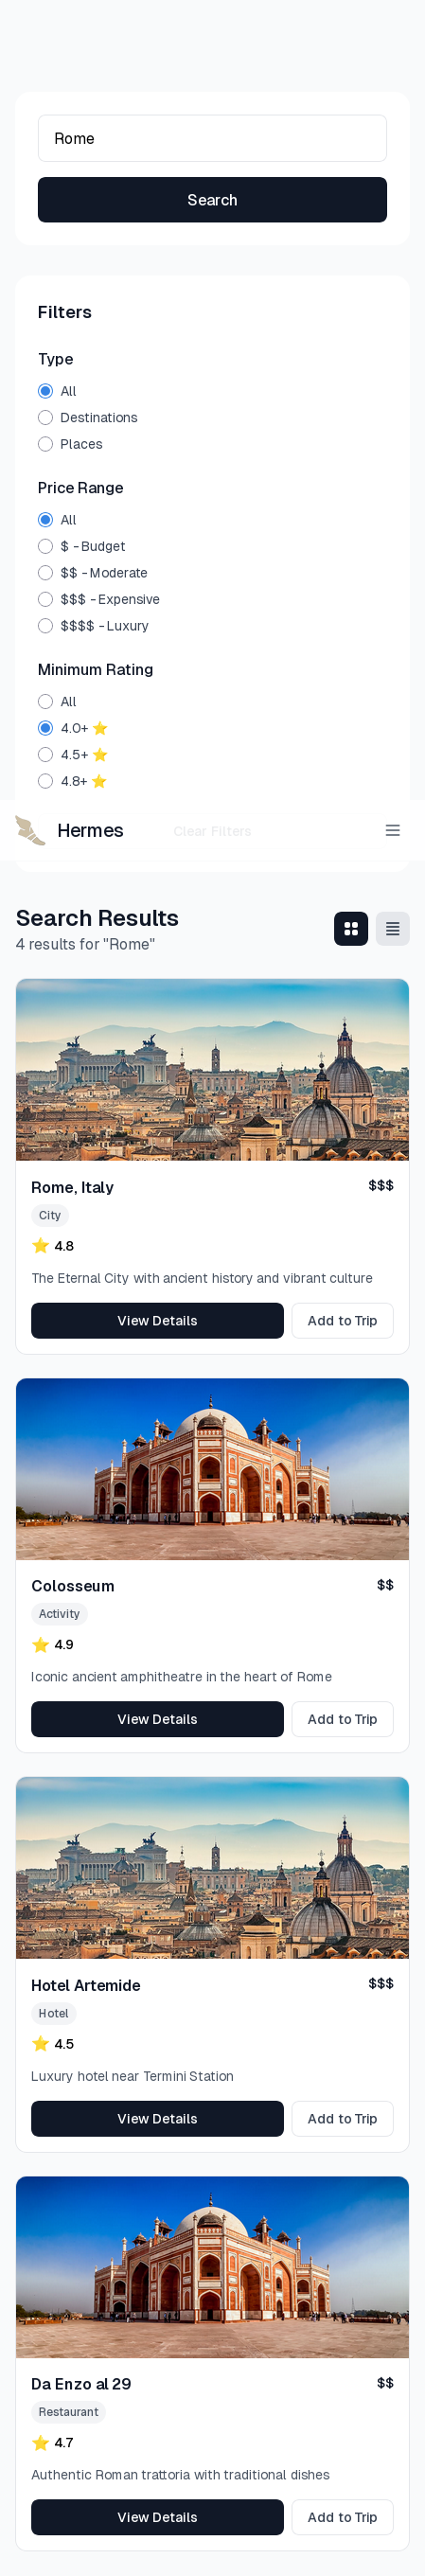 Rome
Search
Filters
Type
All
Destinations
Places
Price Range
All
$ - Budget
$$ - Moderate
$$$ - Expensive
$$$$ - Luxury
Minimum Rating
All
4.0+ ⭐
4.5+ ⭐
4.8+ ⭐
Hermes
Clear Filters
Search Results
4 results for "Rome"
Rome, Italy $$$
City
⭐ 4.8
The Eternal City with ancient history and vibrant culture
View Details Add to Trip
Colosseum $$
Activity
⭐ 4.9
Iconic ancient amphitheatre in the heart of Rome
View Details Add to Trip
Hotel Artemide $$$
Hotel
⭐ 4.5
Luxury hotel near Termini Station
View Details Add to Trip
Da Enzo al 29 $$
Restaurant
⭐ 4.7
Authentic Roman trattoria with traditional dishes
View Details Add to Trip